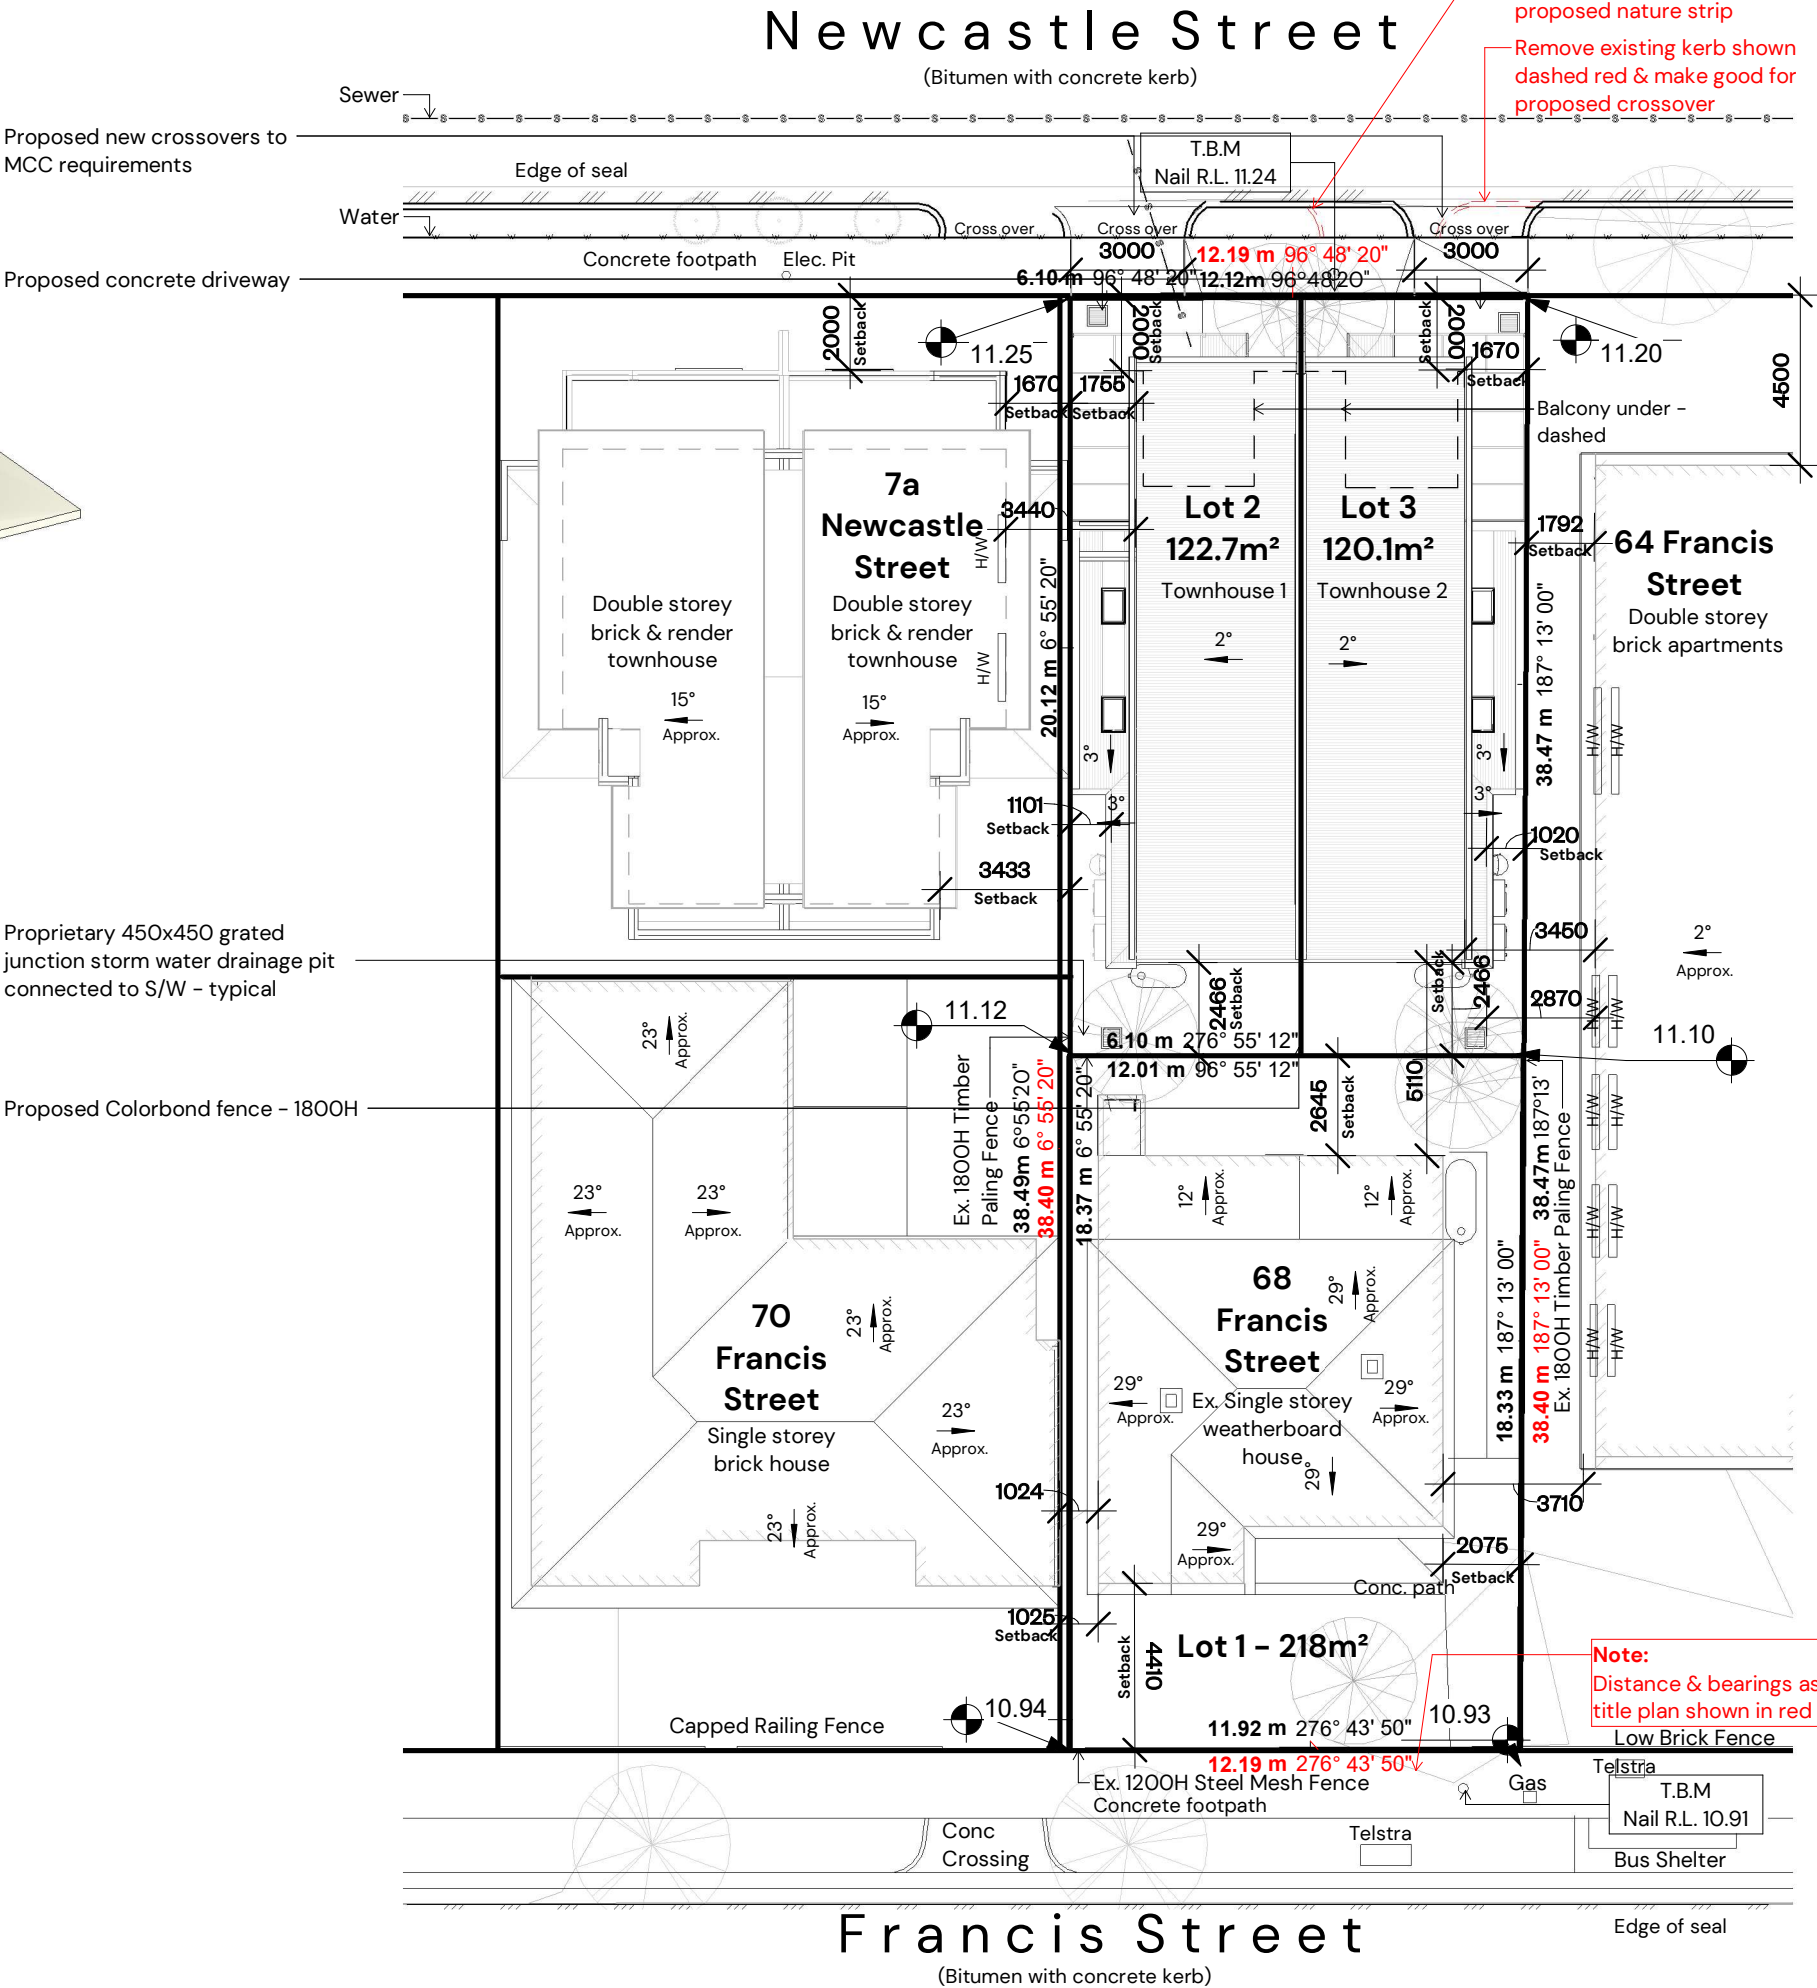 Newcastle Street
(Bitumen with concrete kerb)
proposed nature strip
Remove existing kerb shown
dashed red & make good for
proposed crossover
Sewer
Proposed new crossovers to
MCC requirements
T.B.M
Nail R.L. 11.24
Edge of seal
Water
Cross over
Cross over
Cross over
Concrete footpath
Elec. Pit
3000
12.19 m 96° 48' 20"
3000
Proposed concrete driveway
6.10 m 96° 48' 20"
12.12m 96°48'20"
2000
Setback
2000
Setback
Setback
2000
11.25
11.20
1670
Setback
1755
Setback
1670
Setback
4500
Balcony under -
dashed
7a
Newcastle
Street
Double storey
brick & render
townhouse
Double storey
brick & render
townhouse
15°
Approx.
15°
Approx.
H/W
H/W
3440
20.12 m 6° 55' 20"
Lot 2
122.7m²
Townhouse 1
2°
Lot 3
120.1m²
Townhouse 2
2°
1792
Setback
64 Francis
Street
Double storey
brick apartments
38.47 m 187° 13' 00"
H/W
H/W
3°
3°
3°
3°
1101
Setback
1020
Setback
3433
Setback
Proprietary 450x450 grated
junction storm water drainage pit
connected to S/W - typical
3450
2°
Approx.
2466
Setback
Setback
2466
2870
H/W
H/W
11.12
11.10
6.10 m 276° 55' 12"
12.01 m 96° 55' 12"
23°
Approx.
Ex. 1800H Timber
Paling Fence
38.49m 6°55'20"
38.40 m 6° 55' 20"
18.37 m 6° 55' 20"
2645
Setback
5110
38.47m 187°13'
H/W
H/W
Proposed Colorbond fence - 1800H
23°
Approx.
23°
Approx.
12°
Approx.
12°
Approx.
18.33 m 187° 13' 00"
38.40 m 187° 13' 00"
Ex. 1800H Timber Paling Fence
H/W
H/W
H/W
H/W
70
Francis
Street
Single storey
brick house
23°
Approx.
23°
Approx.
23°
Approx.
68
Francis
Street
Ex. Single storey
weatherboard
house
29°
Approx.
29°
Approx.
29°
Approx.
29°
29°
Approx.
1024
3710
2075
Setback
Conc. path
1025
Setback
Setback
4410
Lot 1 - 218m²
Note:
Distance & bearings as
title plan shown in red
10.94
10.93
Capped Railing Fence
11.92 m 276° 43' 50"
12.19 m 276° 43' 50"
Low Brick Fence
Ex. 1200H Steel Mesh Fence
Concrete footpath
Gas
Telstra
T.B.M
Nail R.L. 10.91
Conc
Crossing
Telstra
Bus Shelter
Francis Street
(Bitumen with concrete kerb)
Edge of seal